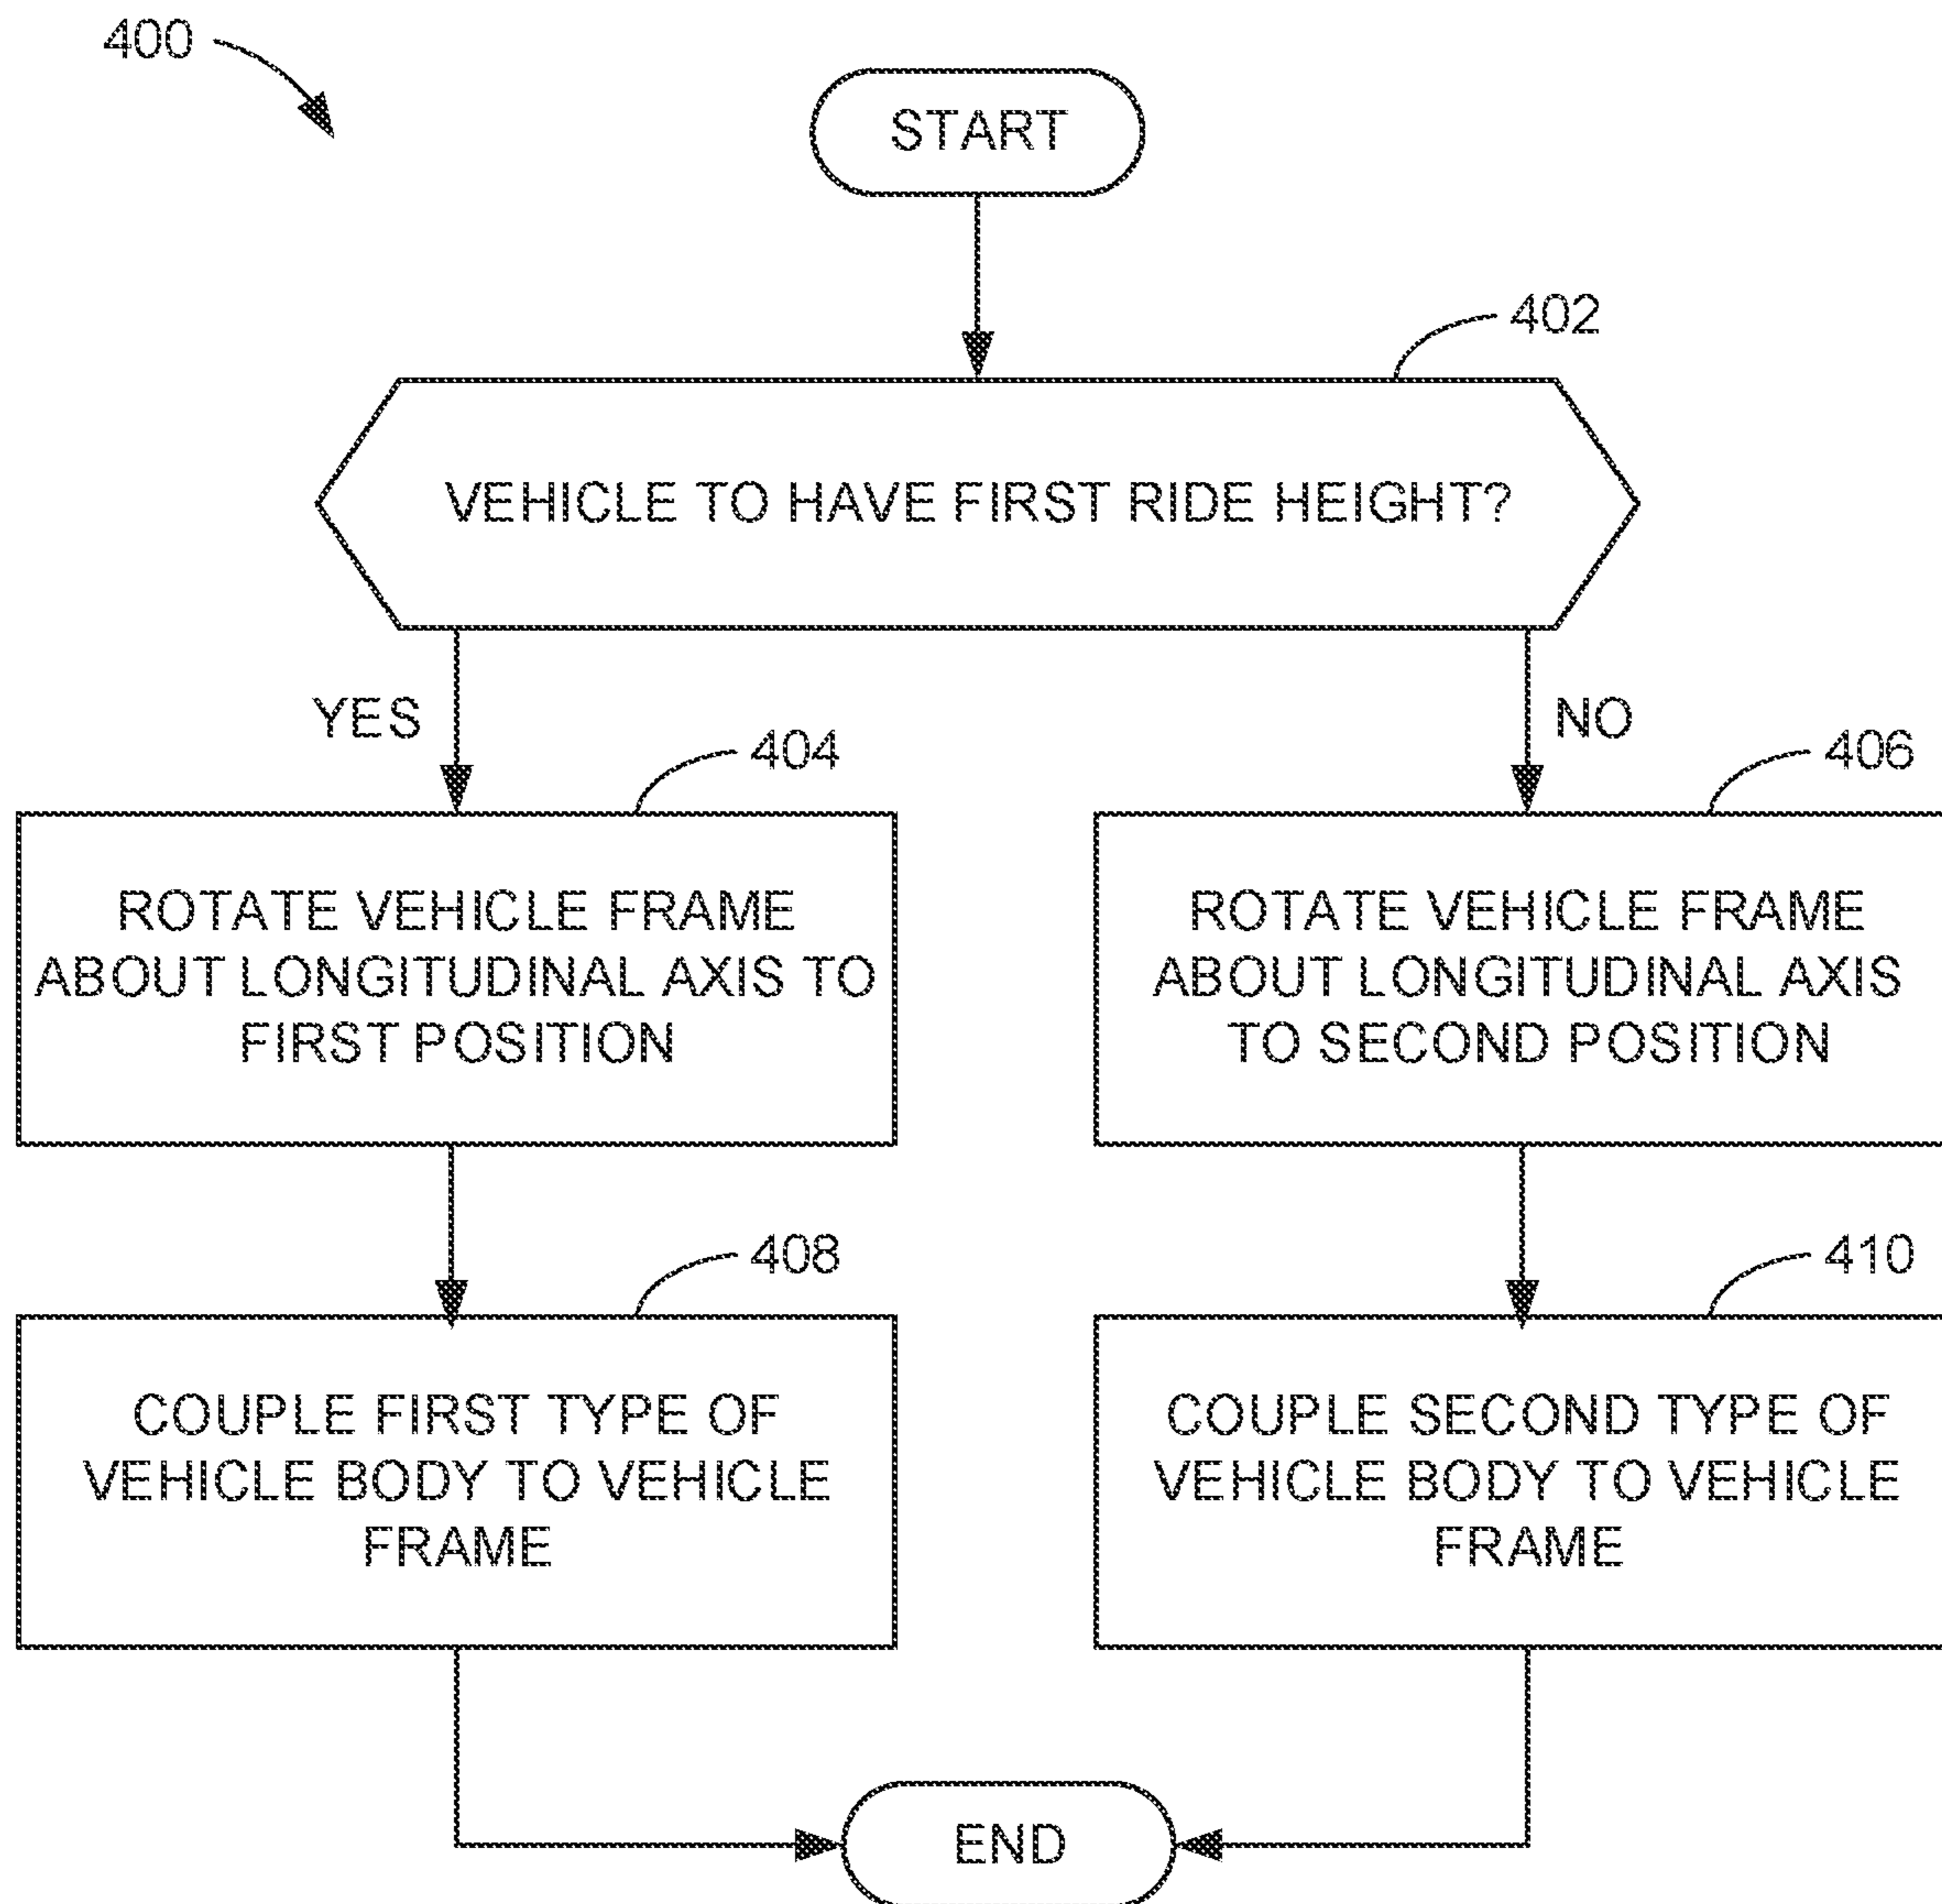 400
START
402
VEHICLE TO HAVE FIRST RIDE HEIGHT?
YES
NO
404
406
ROTATE VEHICLE FRAME
ABOUT LONGITUDINAL AXIS TO
FIRST POSITION
ROTATE VEHICLE FRAME
ABOUT LONGITUDINAL AXIS
TO SECOND POSITION
408
410
COUPLE FIRST TYPE OF
VEHICLE BODY TO VEHICLE
FRAME
COUPLE SECOND TYPE OF
VEHICLE BODY TO VEHICLE
FRAME
END